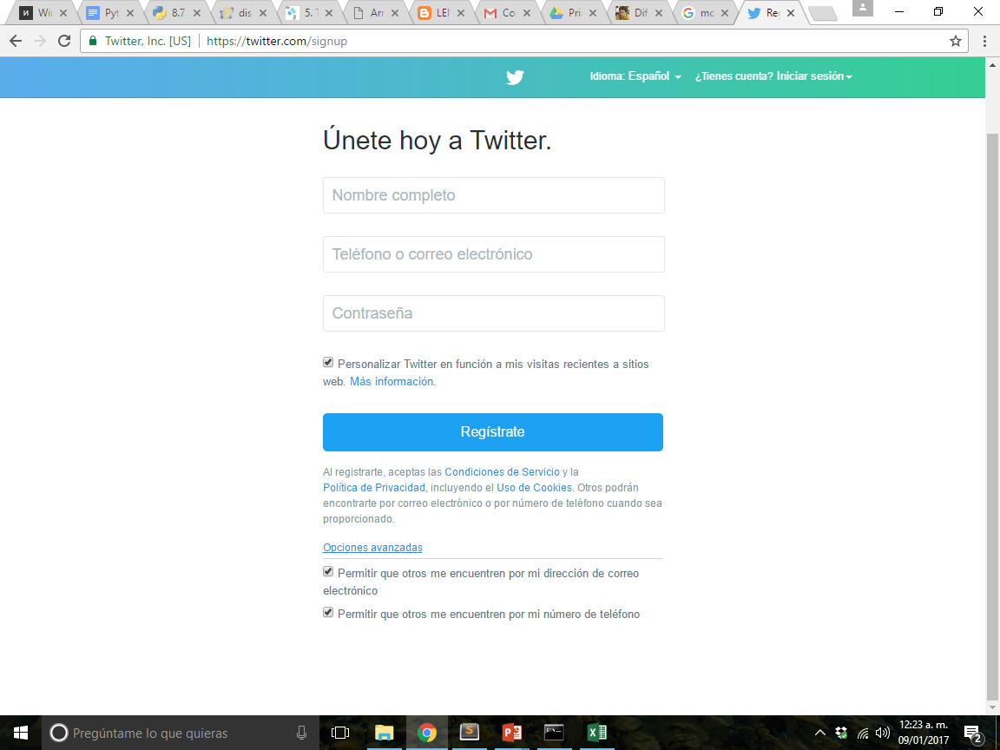 Wi
Pyt
8.7
dis
5. T
Arr
LEI
Co
Pri
Dif
mc
Re
Twitter, Inc. [US] https://twitter.com/signup
Idioma: Español ¿Tienes cuenta? Iniciar sesión
Únete hoy a Twitter.
Nombre completo
Teléfono o correo electrónico
Contraseña
Personalizar Twitter en función a mis visitas recientes a sitios
web. Más información.
Regístrate
Al registrarte, aceptas las Condiciones de Servicio y la
Política de Privacidad, incluyendo el Uso de Cookies. Otros podrán
encontrarte por correo electrónico o por número de teléfono cuando sea
proporcionado.
Opciones avanzadas
Permitir que otros me encuentren por mi dirección de correo
electrónico
Permitir que otros me encuentren por mi número de teléfono
Pregúntame lo que quieras
12:23 a. m.
09/01/2017
2